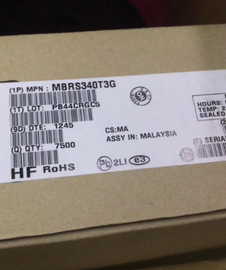 (1P) MPN : MBRS340T3G
(1T) LOT: PB44CRGC5
(9D) DTE: 1245
CS:MA
ASSY IN: MALAYSIA
(Q) QTY: 7500
HF RoHS
2LI e3
HOURS:
TEMP:
SEALED
SERIA